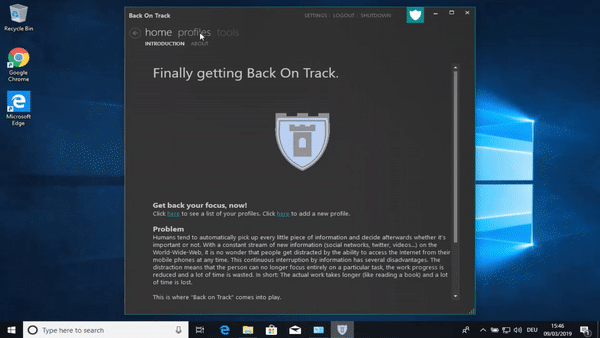 Back On Track
SETTINGS LOGOUT SHUTDOWN
home profiles tools
INTRODUCTION ABOUT
Finally getting Back On Track.
Get back your focus, now!
Click here to see a list of your profiles. Click here to add a new profile.
Problem
Humans tend to automatically pick up every little piece of information and decide afterwards whether it's
important or not. With a constant stream of new information (social networks, twitter, videos...) on the
World-Wide-Web, it is no wonder that people get distracted by the ability to access the internet from their
mobile phones at any time. This continuous interruption by information has several disadvantages. The
distraction means that the person can no longer focus entirely on a particular task, the work progress is
reduced and a lot of time is wasted. In short: The actual work takes longer (like reading a book) and a lot
of time is lost.
This is where "Back on Track" comes into play.
Recycle Bin
Google
Chrome
Microsoft
Edge
Type here to search
DEU
15:46
09/03/2019